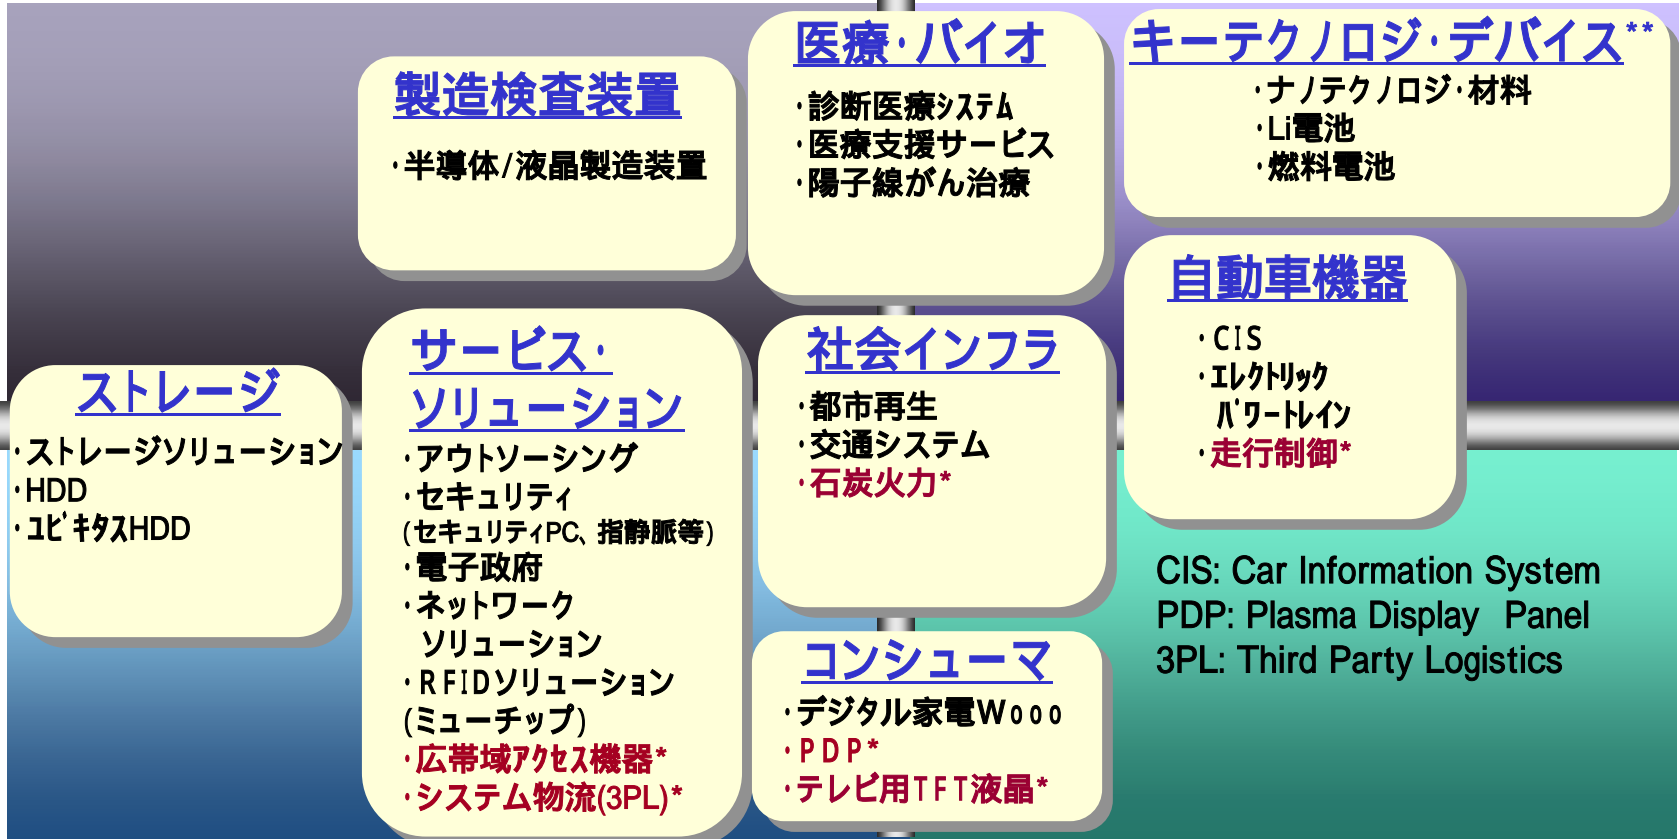 製造検査装置
・半導体/液晶製造装置
医療・バイオ
・診断医療ｼｽﾃﾑ
・医療支援サービス
・陽子線がん治療
キーテクノロジ・デバイス**
・ナノテクノロジ・材料
・Li電池
・燃料電池
自動車機器
・CIS
・ｴﾚｸﾄﾘｯｸ
ﾊﾟﾜｰﾄﾚｲﾝ
・走行制御*
ストレージ
・ストレージソリューション
・HDD
・ﾕﾋﾞｷﾀｽHDD
サービス・
ソリューション
・アウトソーシング
・セキュリティ
(セキュリティPC、指静脈等)
・電子政府
・ネットワーク
ソリューション
・RFIDソリューション
(ミューチップ)
・広帯域ｱｸｾｽ機器*
・システム物流(3PL)*
社会インフラ
・都市再生
・交通システム
・石炭火力*
コンシューマ
・デジタル家電Wooo
・PDP*
・テレビ用TFT液晶*
CIS: Car Information System
PDP: Plasma Display Panel
3PL: Third Party Logistics